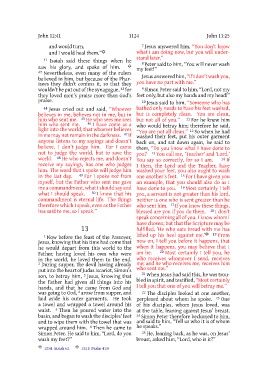 John 12:41
1124
John 13:25
and would turn,
and I would heal them."
41 Isaiah said these things when he
saw his glory, and spoke of him. 42
Nevertheless, even many of the rulers
believed in him, but because of the Phar-
isees they didn't confess it, so that they
wouldn't be put out of the synagogue, 43 for
they loved men's praise more than God's
praise.
44 Jesus cried out and said, "Whoever
believes in me, believes not in me, but in
him who sent me. 45 He who sees me sees
him who sent me. 46 I have come as a
light into the world, that whoever believes
in me may not remain in the darkness. 47 If
anyone listens to my sayings and doesn't
believe, I don't judge him. For I came
not to judge the world, but to save the
world. 48 He who rejects me, and doesn't
receive my sayings, has one who judges
him. The word that I spoke will judge him
in the last day. 49 For I spoke not from
myself, but the Father who sent me gave
me a commandment, what I should say and
what I should speak. 50 I know that his
commandment is eternal life. The things
therefore which I speak, even as the Father
has said to me, so I speak."
13
1 Now before the feast of the Passover,
Jesus, knowing that his time had come that
he would depart from this world to the
Father, having loved his own who were
in the world, he loved them to the end.
2 During supper, the devil having already
put into the heart of Judas Iscariot, Simon's
son, to betray him, 3 Jesus, knowing that
the Father had given all things into his
hands, and that he came from God and
was going to God, 4 arose from supper, and
laid aside his outer garments. He took
a towel and wrapped a towel around his
waist. 5 Then he poured water into the
basin, and began to wash the disciples' feet
and to wipe them with the towel that was
wrapped around him. 6 Then he came to
Simon Peter. He said to him, "Lord, do you
wash my feet?"
7 Jesus answered him, "You don't know
what I am doing now, but you will under-
stand later."
8 Peter said to him, "You will never wash
my feet!"
Jesus answered him, "If I don't wash you,
you have no part with me."
9 Simon Peter said to him, "Lord, not my
feet only, but also my hands and my head!"
10 Jesus said to him, "Someone who has
bathed only needs to have his feet washed,
but is completely clean. You are clean,
but not all of you." 11 For he knew him
who would betray him; therefore he said,
"You are not all clean." 12 So when he had
washed their feet, put his outer garment
back on, and sat down again, he said to
them, "Do you know what I have done to
you? 13 You call me, 'Teacher' and 'Lord.'
You say so correctly, for so I am. 14 If
I then, the Lord and the Teacher, have
washed your feet, you also ought to wash
one another's feet. 15 For I have given you
an example, that you should also do as I
have done to you. 16 Most certainly I tell
you, a servant is not greater than his lord,
neither is one who is sent greater than he
who sent him. 17 If you know these things,
blessed are you if you do them. 18 I don't
speak concerning all of you. I know whom I
have chosen; but that the Scripture may be
fulfilled, 'He who eats bread with me has
lifted up his heel against me.' 19 From
now on, I tell you before it happens, that
when it happens, you may believe that I
am he. 20 Most certainly I tell you, he
who receives whomever I send, receives
me; and he who receives me, receives him
who sent me."
21 When Jesus had said this, he was trou-
bled in spirit, and testified, "Most certainly
I tell you that one of you will betray me."
22 The disciples looked at one another,
perplexed about whom he spoke. 23 One
of his disciples, whom Jesus loved, was
at the table, leaning against Jesus' breast.
24 Simon Peter therefore beckoned to him,
and said to him, "Tell us who it is of whom
he speaks."
25 He, leaning back, as he was, on Jesus'
breast, asked him, "Lord, who is it?"